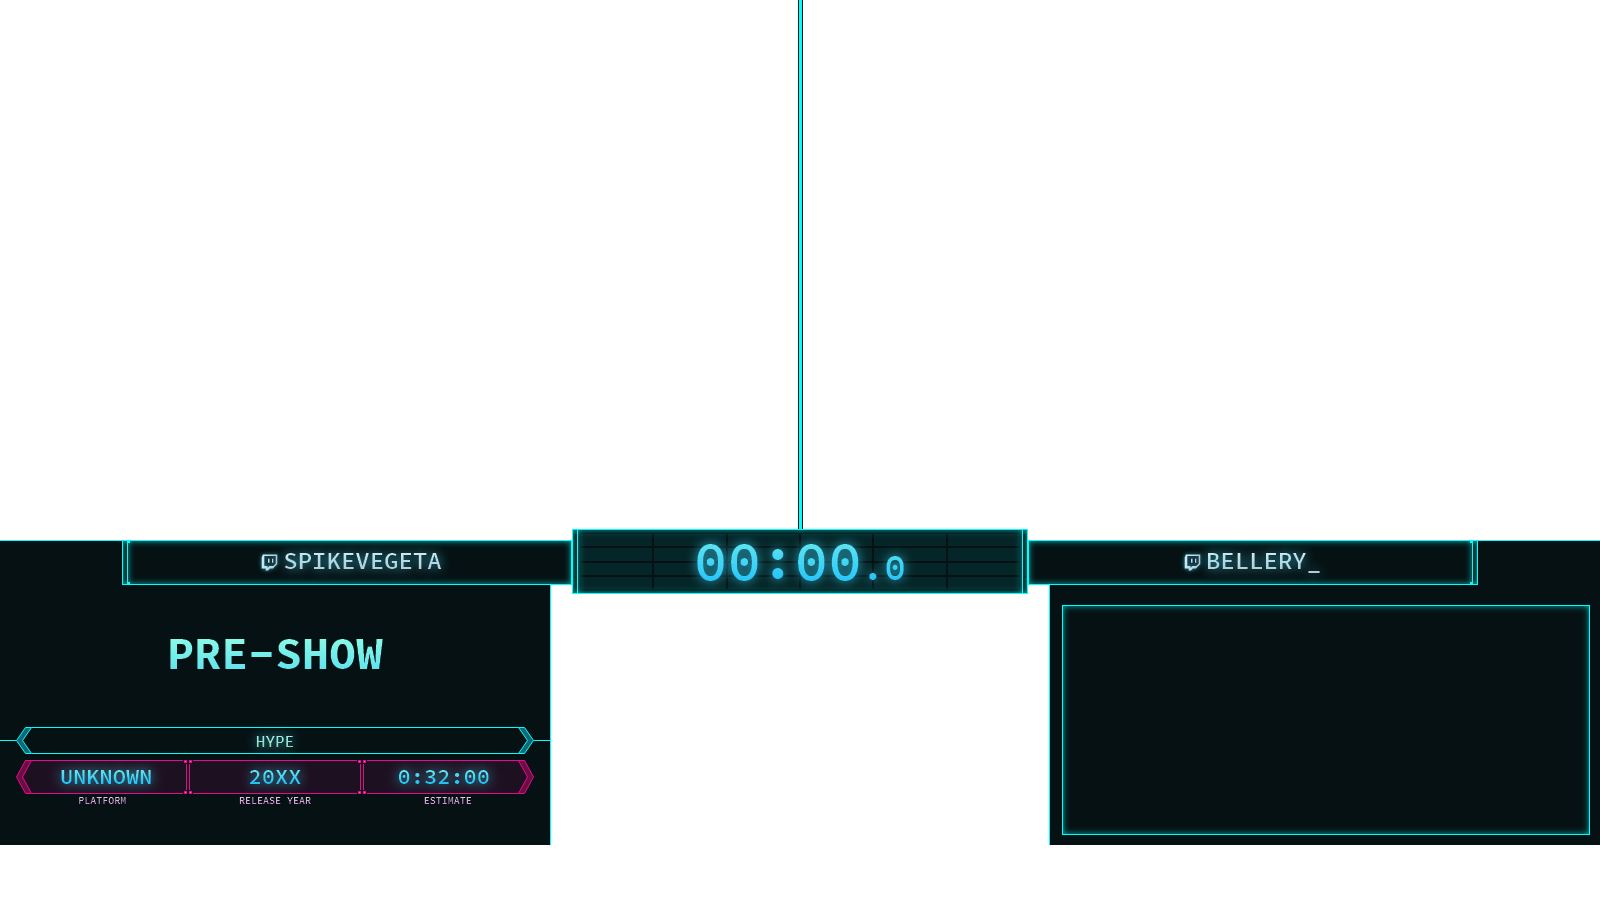 SPIKEVEGETA
00:00.0
BELLERY_
PRE-SHOW
HYPE
UNKNOWN 20XX 0:32:00
PLATFORM RELEASE YEAR ESTIMATE